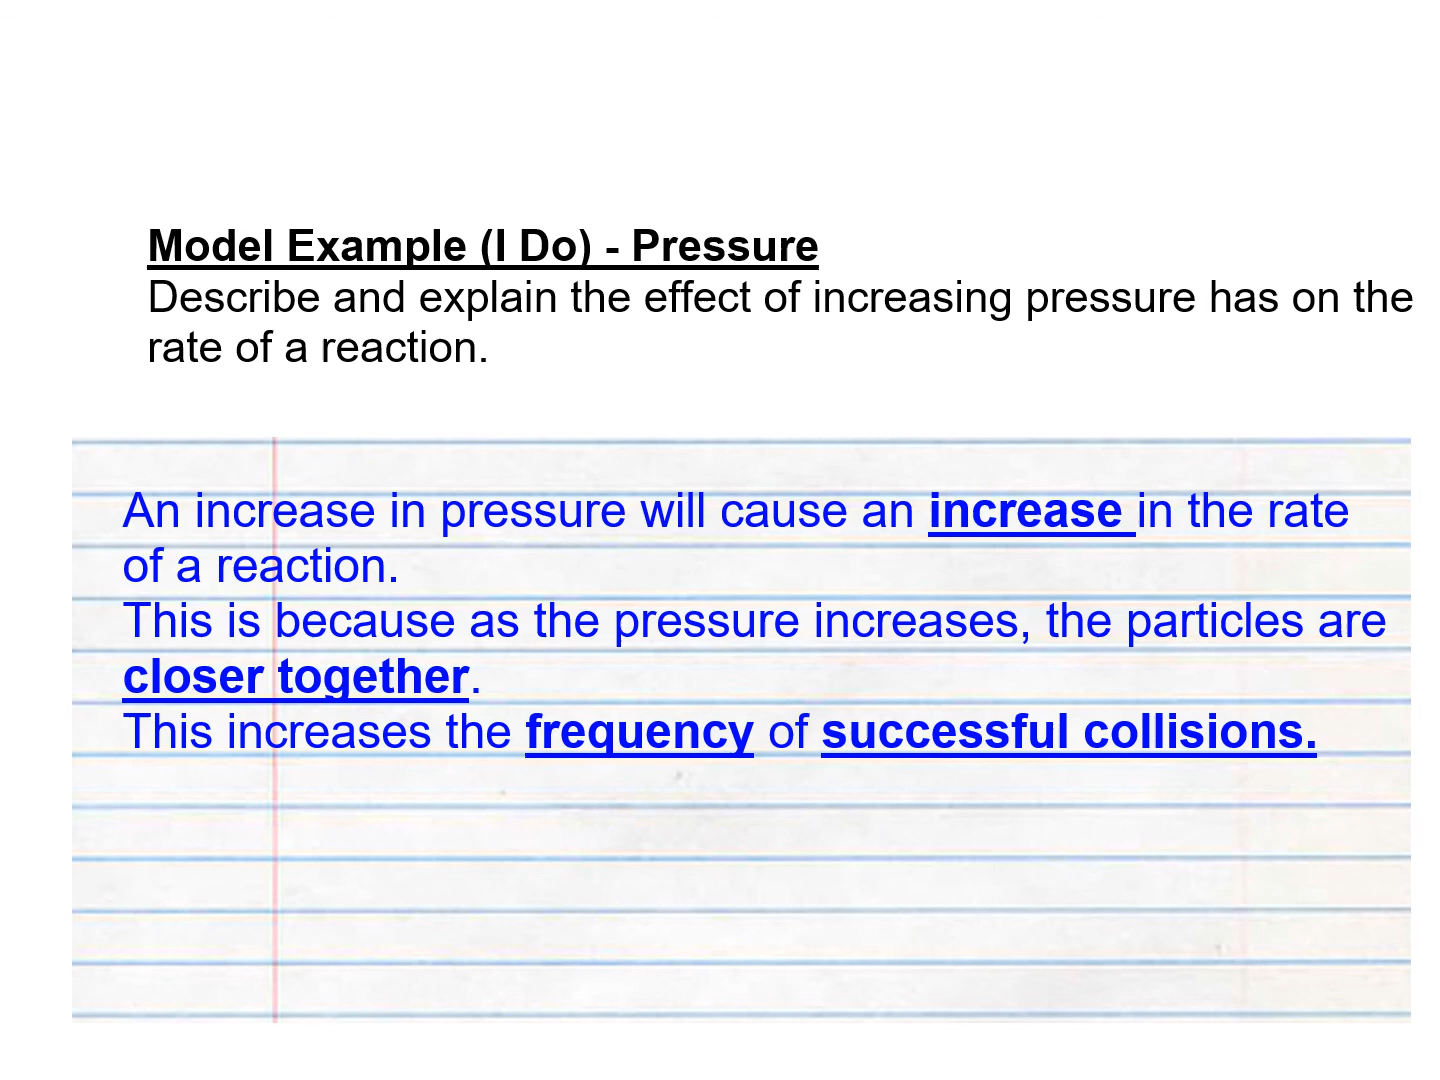 Model Example (I Do) - Pressure
Describe and explain the effect of increasing pressure has on the
rate of a reaction.
An increase in pressure will cause an increase in the rate
of a reaction.
This is because as the pressure increases, the particles are
closer together.
This increases the frequency of successful collisions.